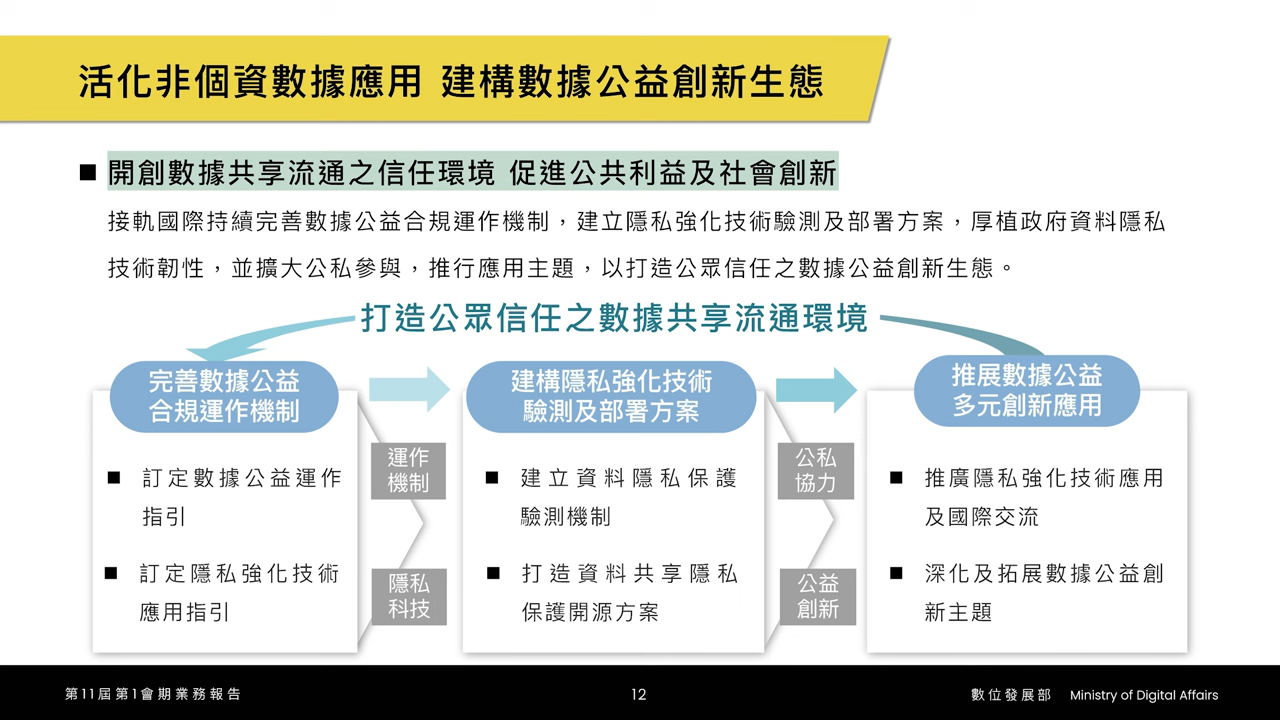 活化非個資數據應用 建構數據公益創新生態
■ 開創數據共享流通之信任環境 促進公共利益及社會創新
接軌國際持續完善數據公益合規運作機制，建立隱私強化技術驗測及部署方案，厚植政府資料隱私
技術韌性，並擴大公私參與，推行應用主題，以打造公眾信任之數據公益創新生態。
打造公眾信任之數據共享流通環境
完善數據公益
合規運作機制
■ 訂定數據公益運作
指引
■ 訂定隱私強化技術
應用指引
運作
機制
隱私
科技
建構隱私強化技術
驗測及部署方案
■ 建立資料隱私保護
驗測機制
■ 打造資料共享隱私
保護開源方案
公私
協力
公益
創新
推展數據公益
多元創新應用
■ 推廣隱私強化技術應用
及國際交流
■ 深化及拓展數據公益創
新主題
第11屆第1會期業務報告
12
數位發展部 Ministry of Digital Affairs